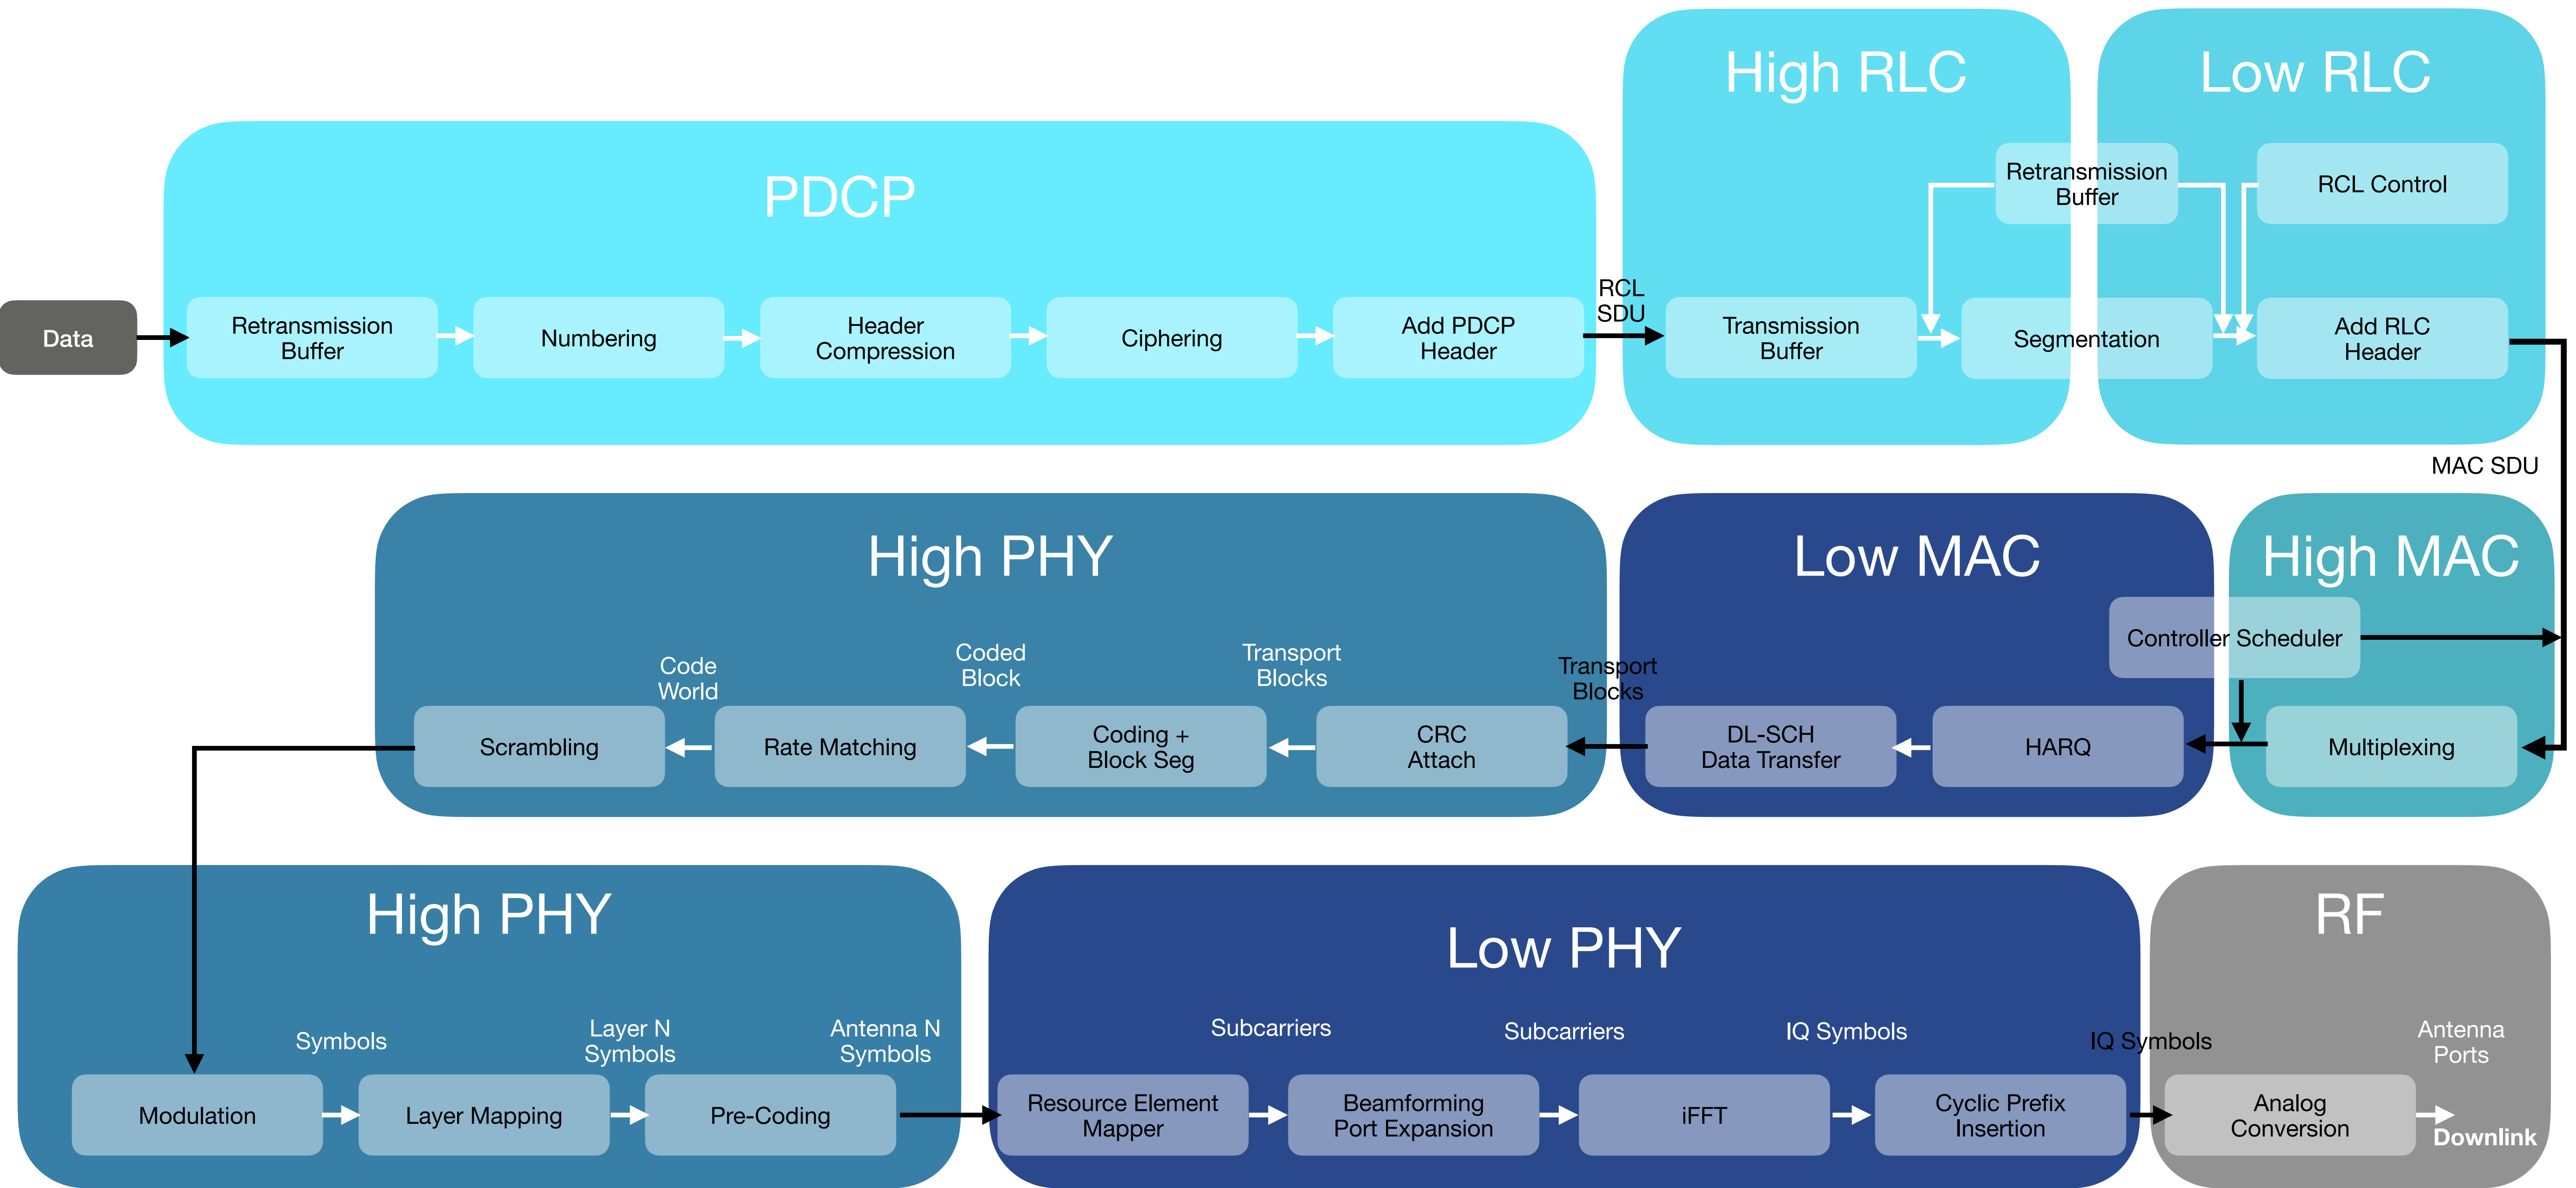 High RLC
Low RLC
PDCP
Retransmission
Buffer
RCL Control
Data
Retransmission
Buffer
Numbering
Header
Compression
Ciphering
Add PDCP
Header
RCL
SDU
Transmission
Buffer
Segmentation
Add RLC
Header
MAC SDU
High PHY
Low MAC
High MAC
Controller Scheduler
Code
World
Coded
Block
Transport
Blocks
Transport
Blocks
Scrambling
Rate Matching
Coding +
Block Seg
CRC
Attach
DL-SCH
Data Transfer
HARQ
Multiplexing
High PHY
Low PHY
RF
Symbols
Layer N
Symbols
Antenna N
Symbols
Subcarriers
Subcarriers
IQ Symbols
IQ Symbols
Antenna
Ports
Modulation
Layer Mapping
Pre-Coding
Resource Element
Mapper
Beamforming
Port Expansion
iFFT
Cyclic Prefix
Insertion
Analog
Conversion
Downlink